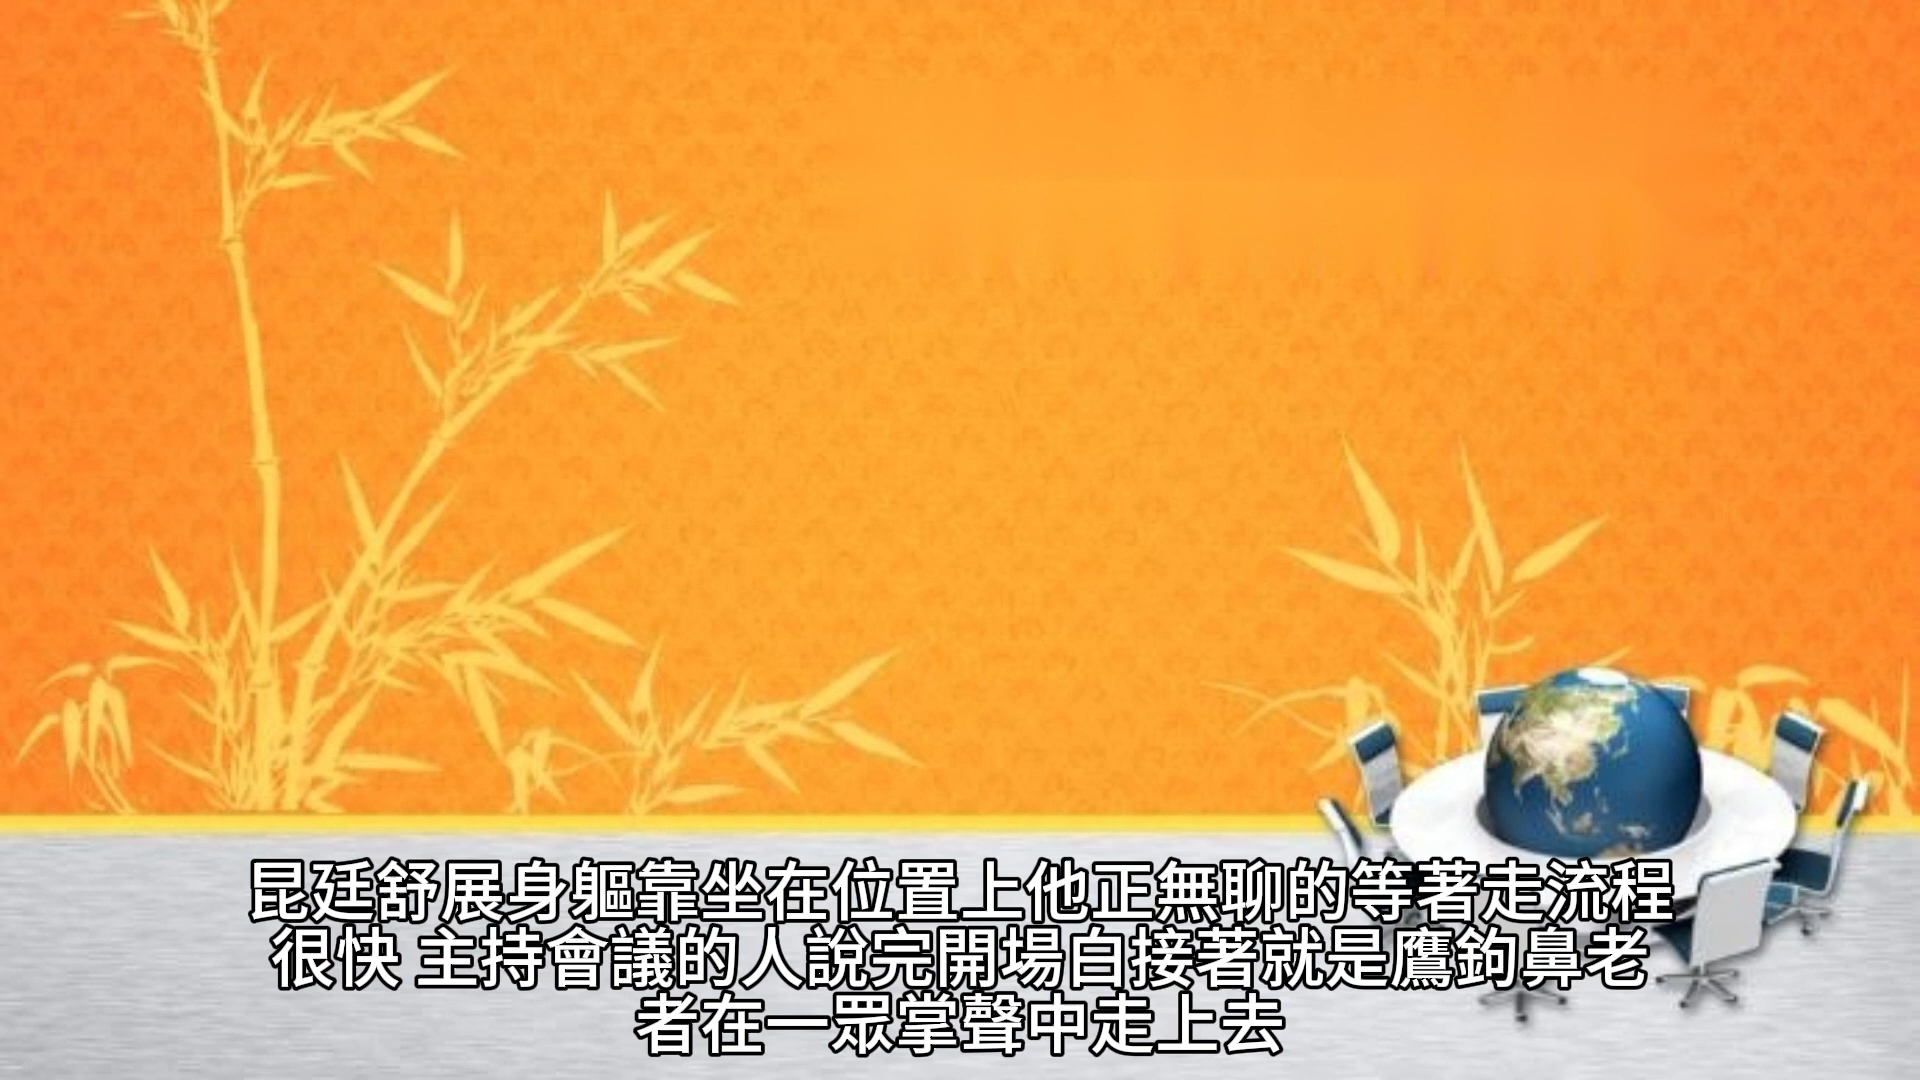 昆廷舒展身軀靠坐在位置上他正無聊的等著走流程
很快 主持會議的人說完開場白接著就是鷹鉤鼻老
者在一眾掌聲中走上去